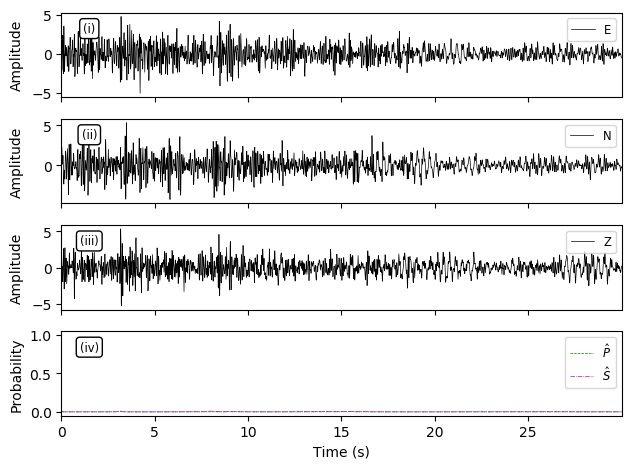 5
0
−5
Amplitude
(i)
E
5
0
Amplitude
(ii)
N
5
0
−5
Amplitude
(iii)
Z
1.0
0.5
0.0
Probability
(iv)
P̂
Ŝ
0 5 10 15 20 25
Time (s)